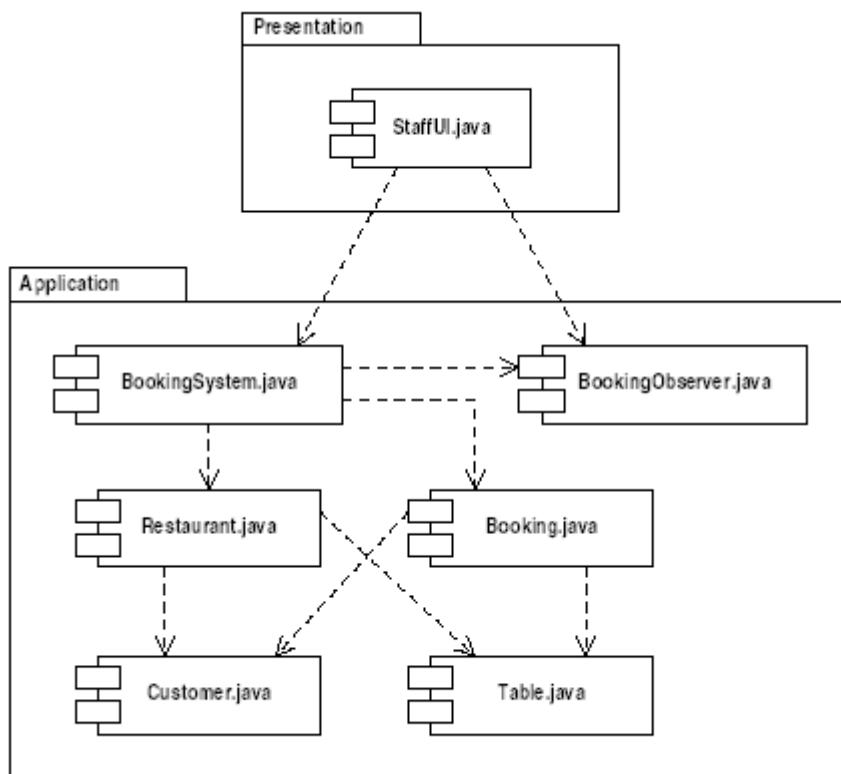 Presentation
StaffUI.java
Application
BookingSystem.java
BookingObserver.java
Restaurant.java
Booking.java
Customer.java
Table.java